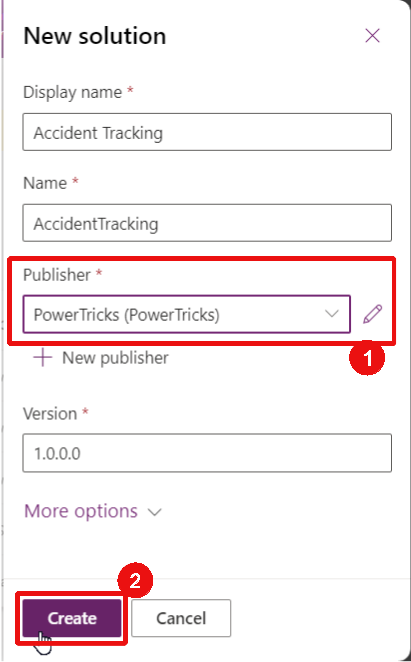 New solution
Display name *
Accident Tracking
Name *
AccidentTracking
Publisher *
PowerTricks (PowerTricks)
1
New publisher
Version *
1.0.0.0
More options
2
Create
Cancel